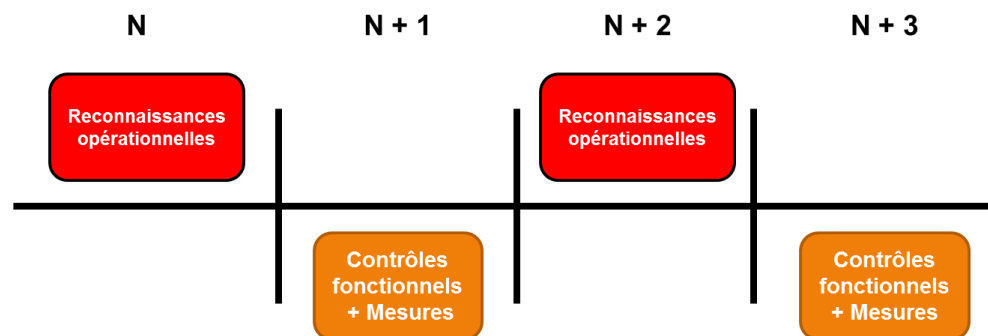 N
N + 1
N + 2
N + 3
Reconnaissances
opérationnelles
Reconnaissances
opérationnelles
Contrôles
fonctionnels
+ Mesures
Contrôles
fonctionnels
+ Mesures